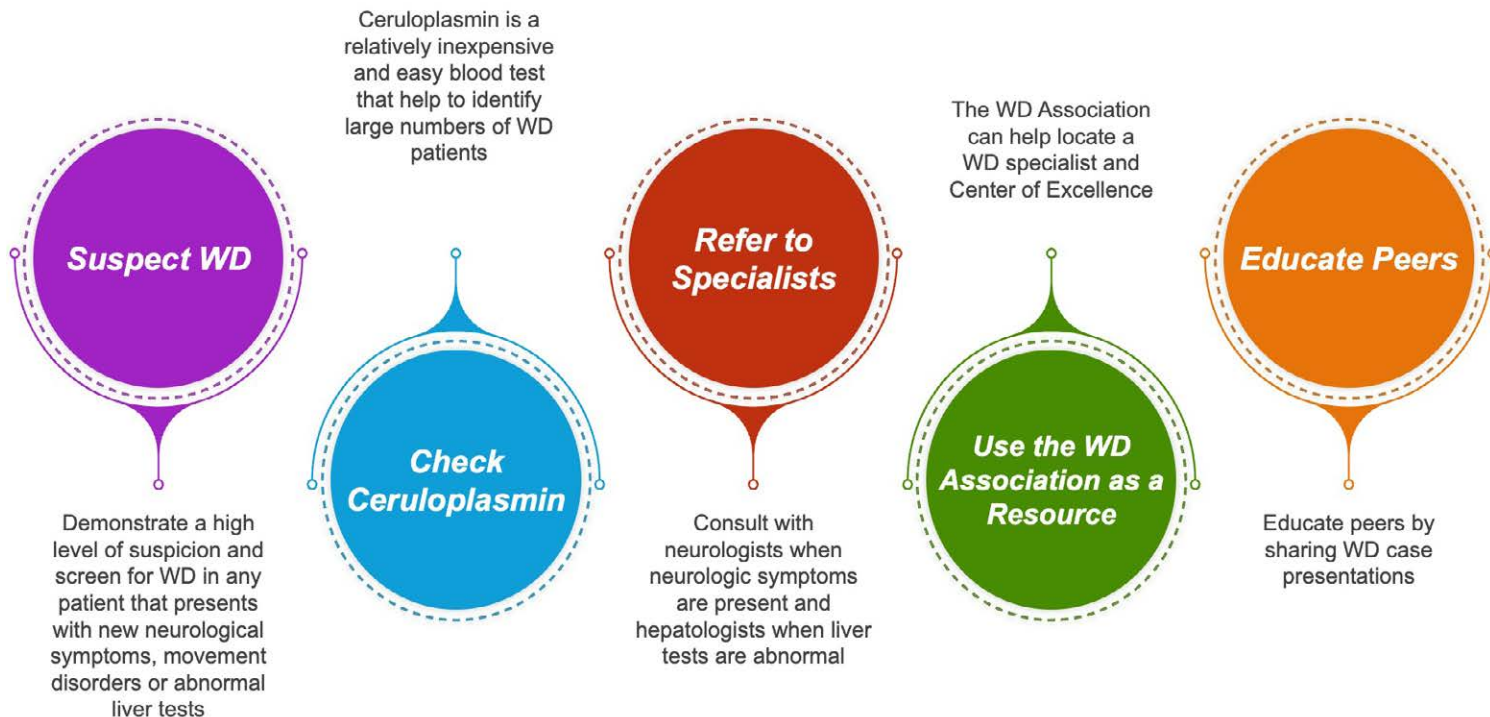 Suspect WD
Demonstrate a high
level of suspicion and
screen for WD in any
patient that presents
with new neurological
symptoms, movement
disorders or abnormal
liver tests
Ceruloplasmin is a
relatively inexpensive
and easy blood test
that help to identify
large numbers of WD
patients
Check
Ceruloplasmin
Refer to
Specialists
Consult with
neurologists when
neurologic symptoms
are present and
hepatologists when liver
tests are abnormal
The WD Association
can help locate a
WD specialist and
Center of Excellence
Use the WD
Association as a
Resource
Educate Peers
Educate peers by
sharing WD case
presentations